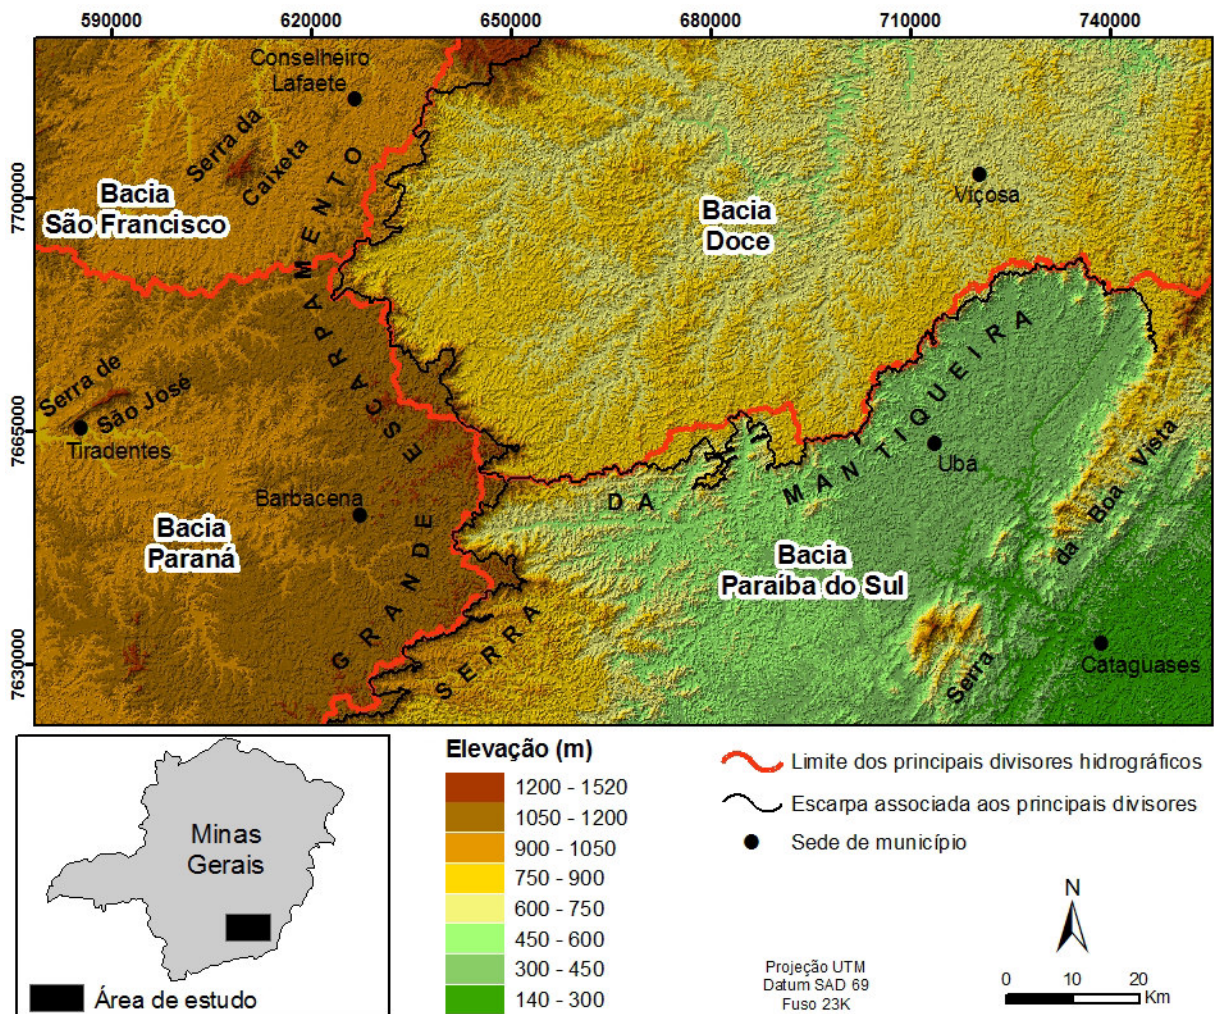 590000
620000
650000
680000
710000
740000
7700000
7665000
7630000
Conselheiro
Lafaete
Serra da
Caixeta
Bacia
São Francisco
Bacia
Doce
Viçosa
GRANDE ESCARPAMENTO
Serra de
São José
Tiradentes
Barbacena
Bacia
Paraná
SERRA DA MANTIQUEIRA
Ubá
Bacia
Paraíba do Sul
Serra da Boa Vista
Cataguases
Minas
Gerais
Área de estudo
Elevação (m)
1200 - 1520
1050 - 1200
900 - 1050
750 - 900
600 - 750
450 - 600
300 - 450
140 - 300
Limite dos principais divisores hidrográficos
Escarpa associada aos principais divisores
Sede de município
Projeção UTM
Datum SAD 69
Fuso 23K
N
0 10 20
Km